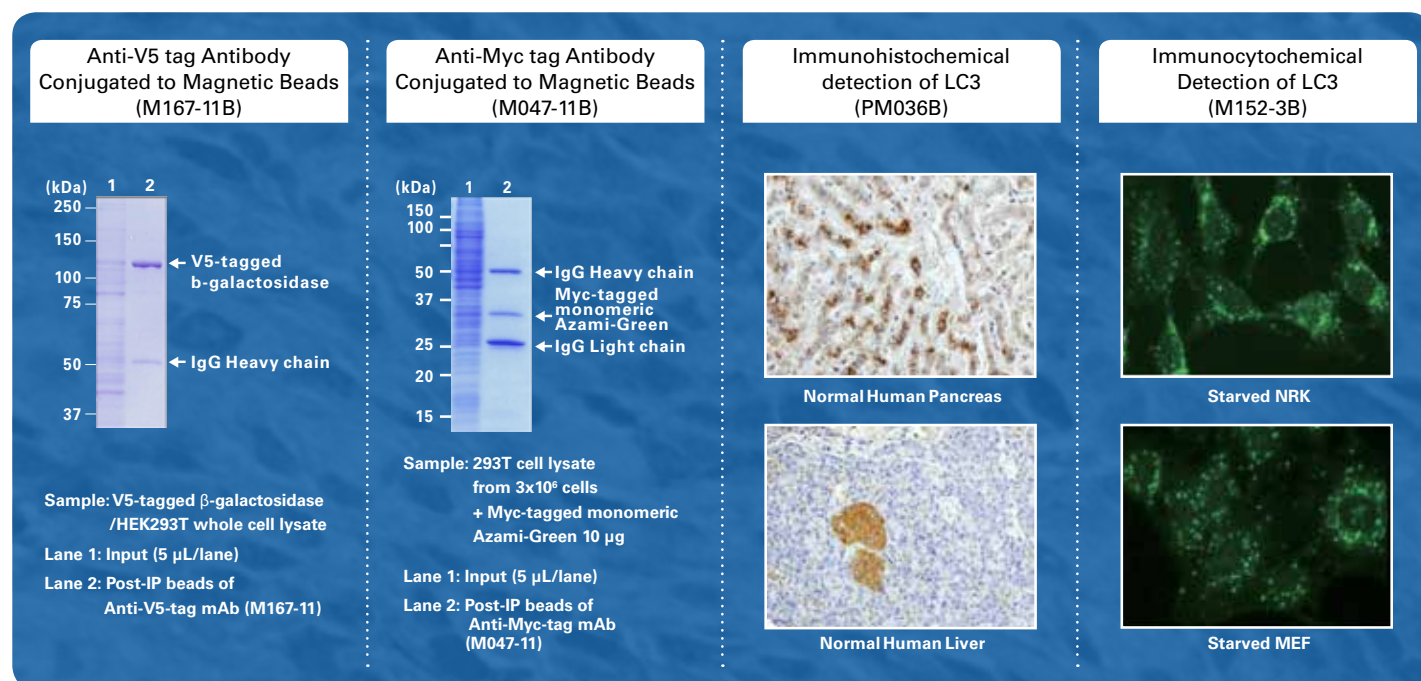 Anti-V5 tag Antibody
Conjugated to Magnetic Beads
(M167-11B)
(kDa)
1
2
250
150
100
75
50
37
V5-tagged
b-galactosidase
IgG Heavy chain
Sample: V5-tagged β-galactosidase
/HEK293T whole cell lysate
Lane 1: Input (5 µL/lane)
Lane 2: Post-IP beads of
Anti-V5-tag mAb (M167-11)
Anti-Myc tag Antibody
Conjugated to Magnetic Beads
(M047-11B)
(kDa)
1
2
150
100
50
37
25
20
15
IgG Heavy chain
Myc-tagged
monomeric
Azami-Green
IgG Light chain
Sample: 293T cell lysate
from 3x10⁶ cells
+ Myc-tagged monomeric
Azami-Green 10 µg
Lane 1: Input (5 µL/lane)
Lane 2: Post-IP beads of
Anti-Myc-tag mAb
(M047-11)
Immunohistochemical
detection of LC3
(PM036B)
Normal Human Pancreas
Normal Human Liver
Immunocytochemical
Detection of LC3
(M152-3B)
Starved NRK
Starved MEF